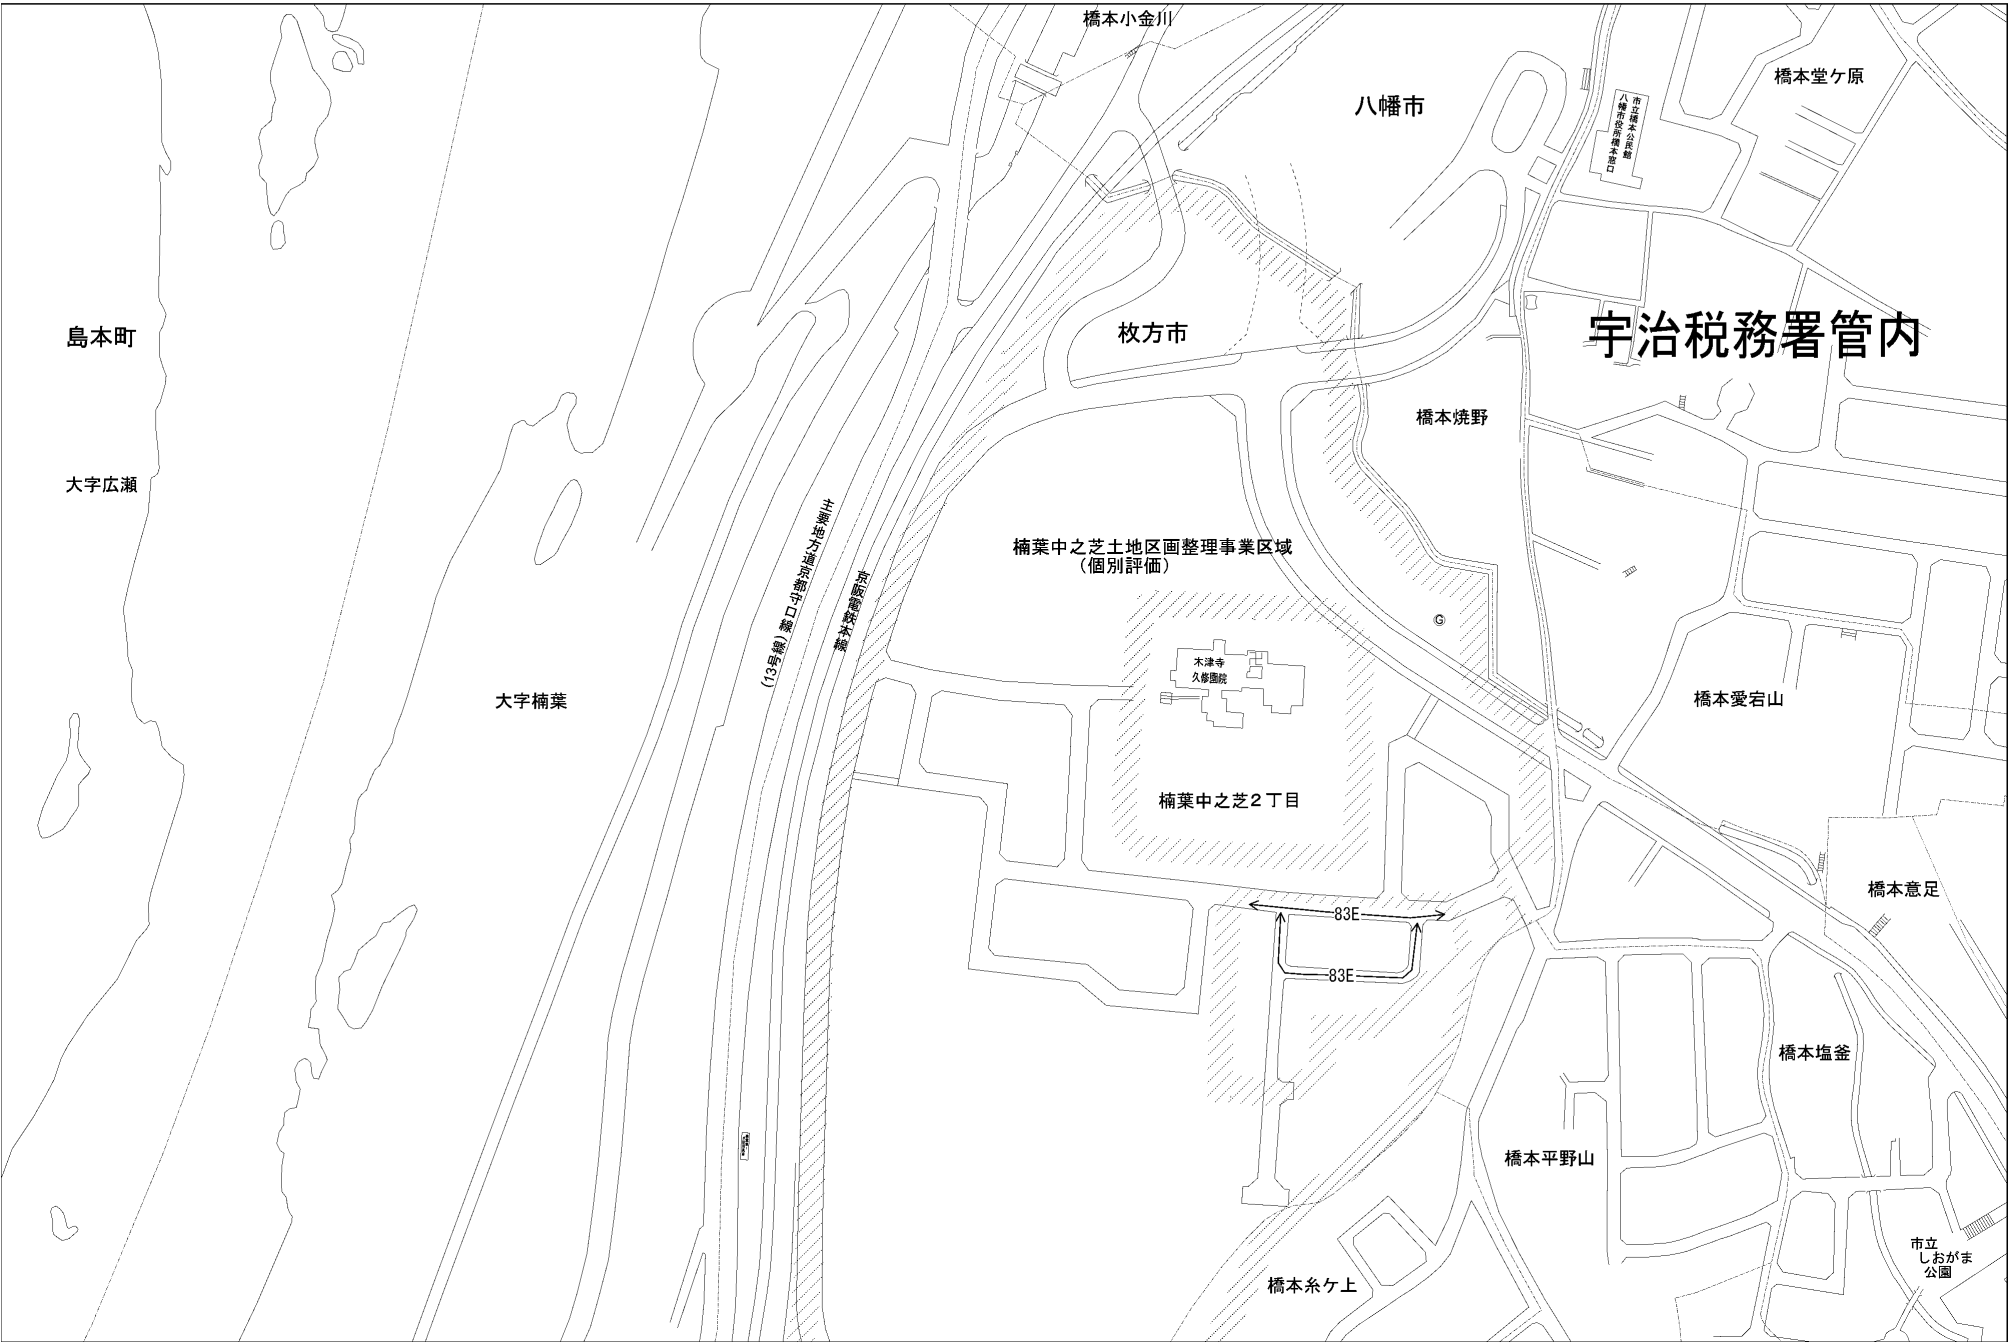 橋本小金川
橋本堂ケ原
八幡市
市立橋本公民館
八幡市役所橋本窓口
島本町
枚方市
宇治税務署管内
橋本焼野
大字広瀬
主要地方道京都守口線
(13号線)
京阪電鉄本線
楠葉中之芝土地区画整理事業区域
(個別評価)
G
木津寺
久修園院
大字楠葉
橋本愛宕山
楠葉中之芝2丁目
橋本意足
83E
83E
橋本塩釜
橋本平野山
市立
しおがま
公園
橋本糸ケ上